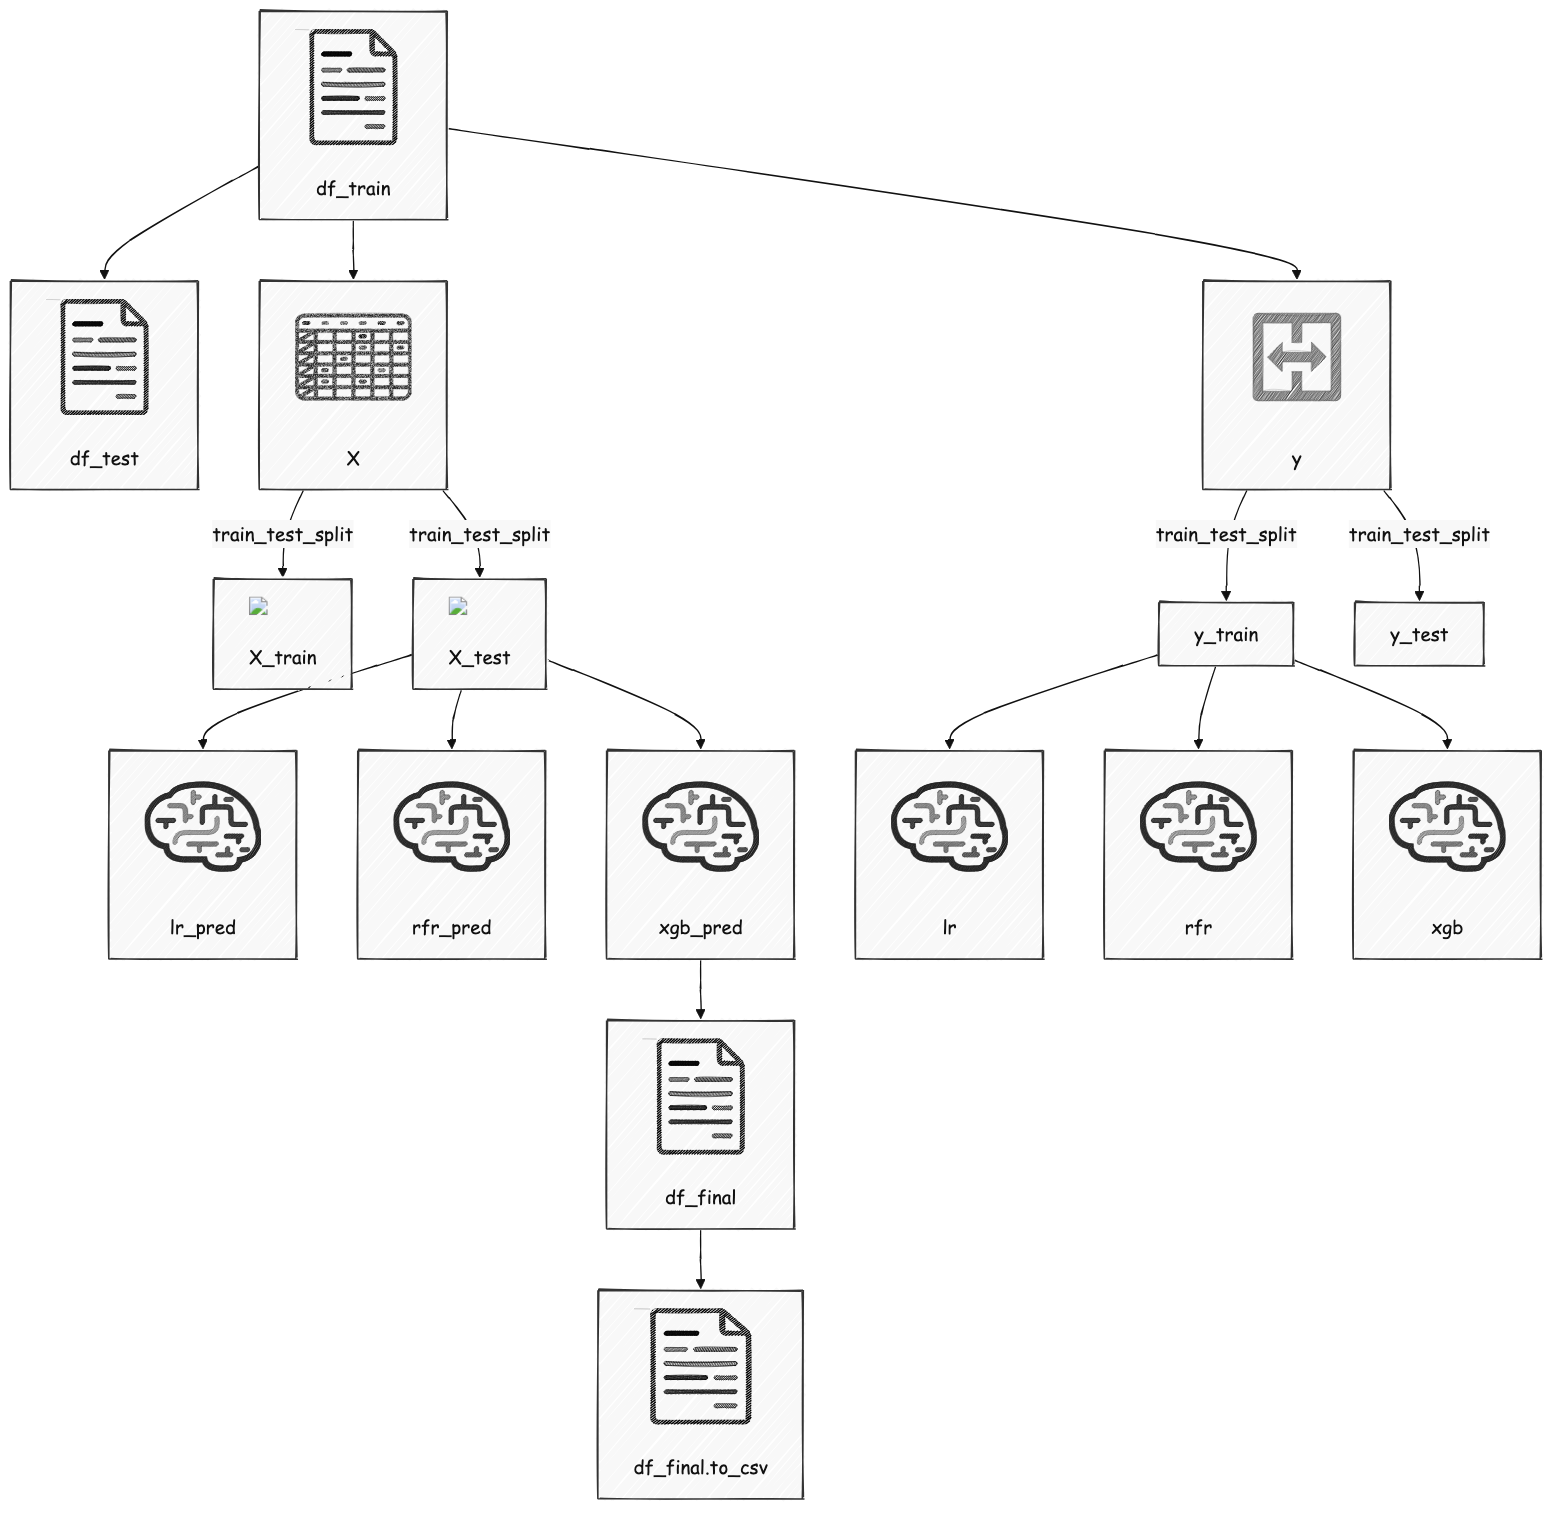 df_train
df_test
X
y
train_test_split
train_test_split
train_test_split
train_test_split
X_train
X_test
y_train
y_test
lr_pred
rfr_pred
xgb_pred
lr
rfr
xgb
df_final
df_final.to_csv